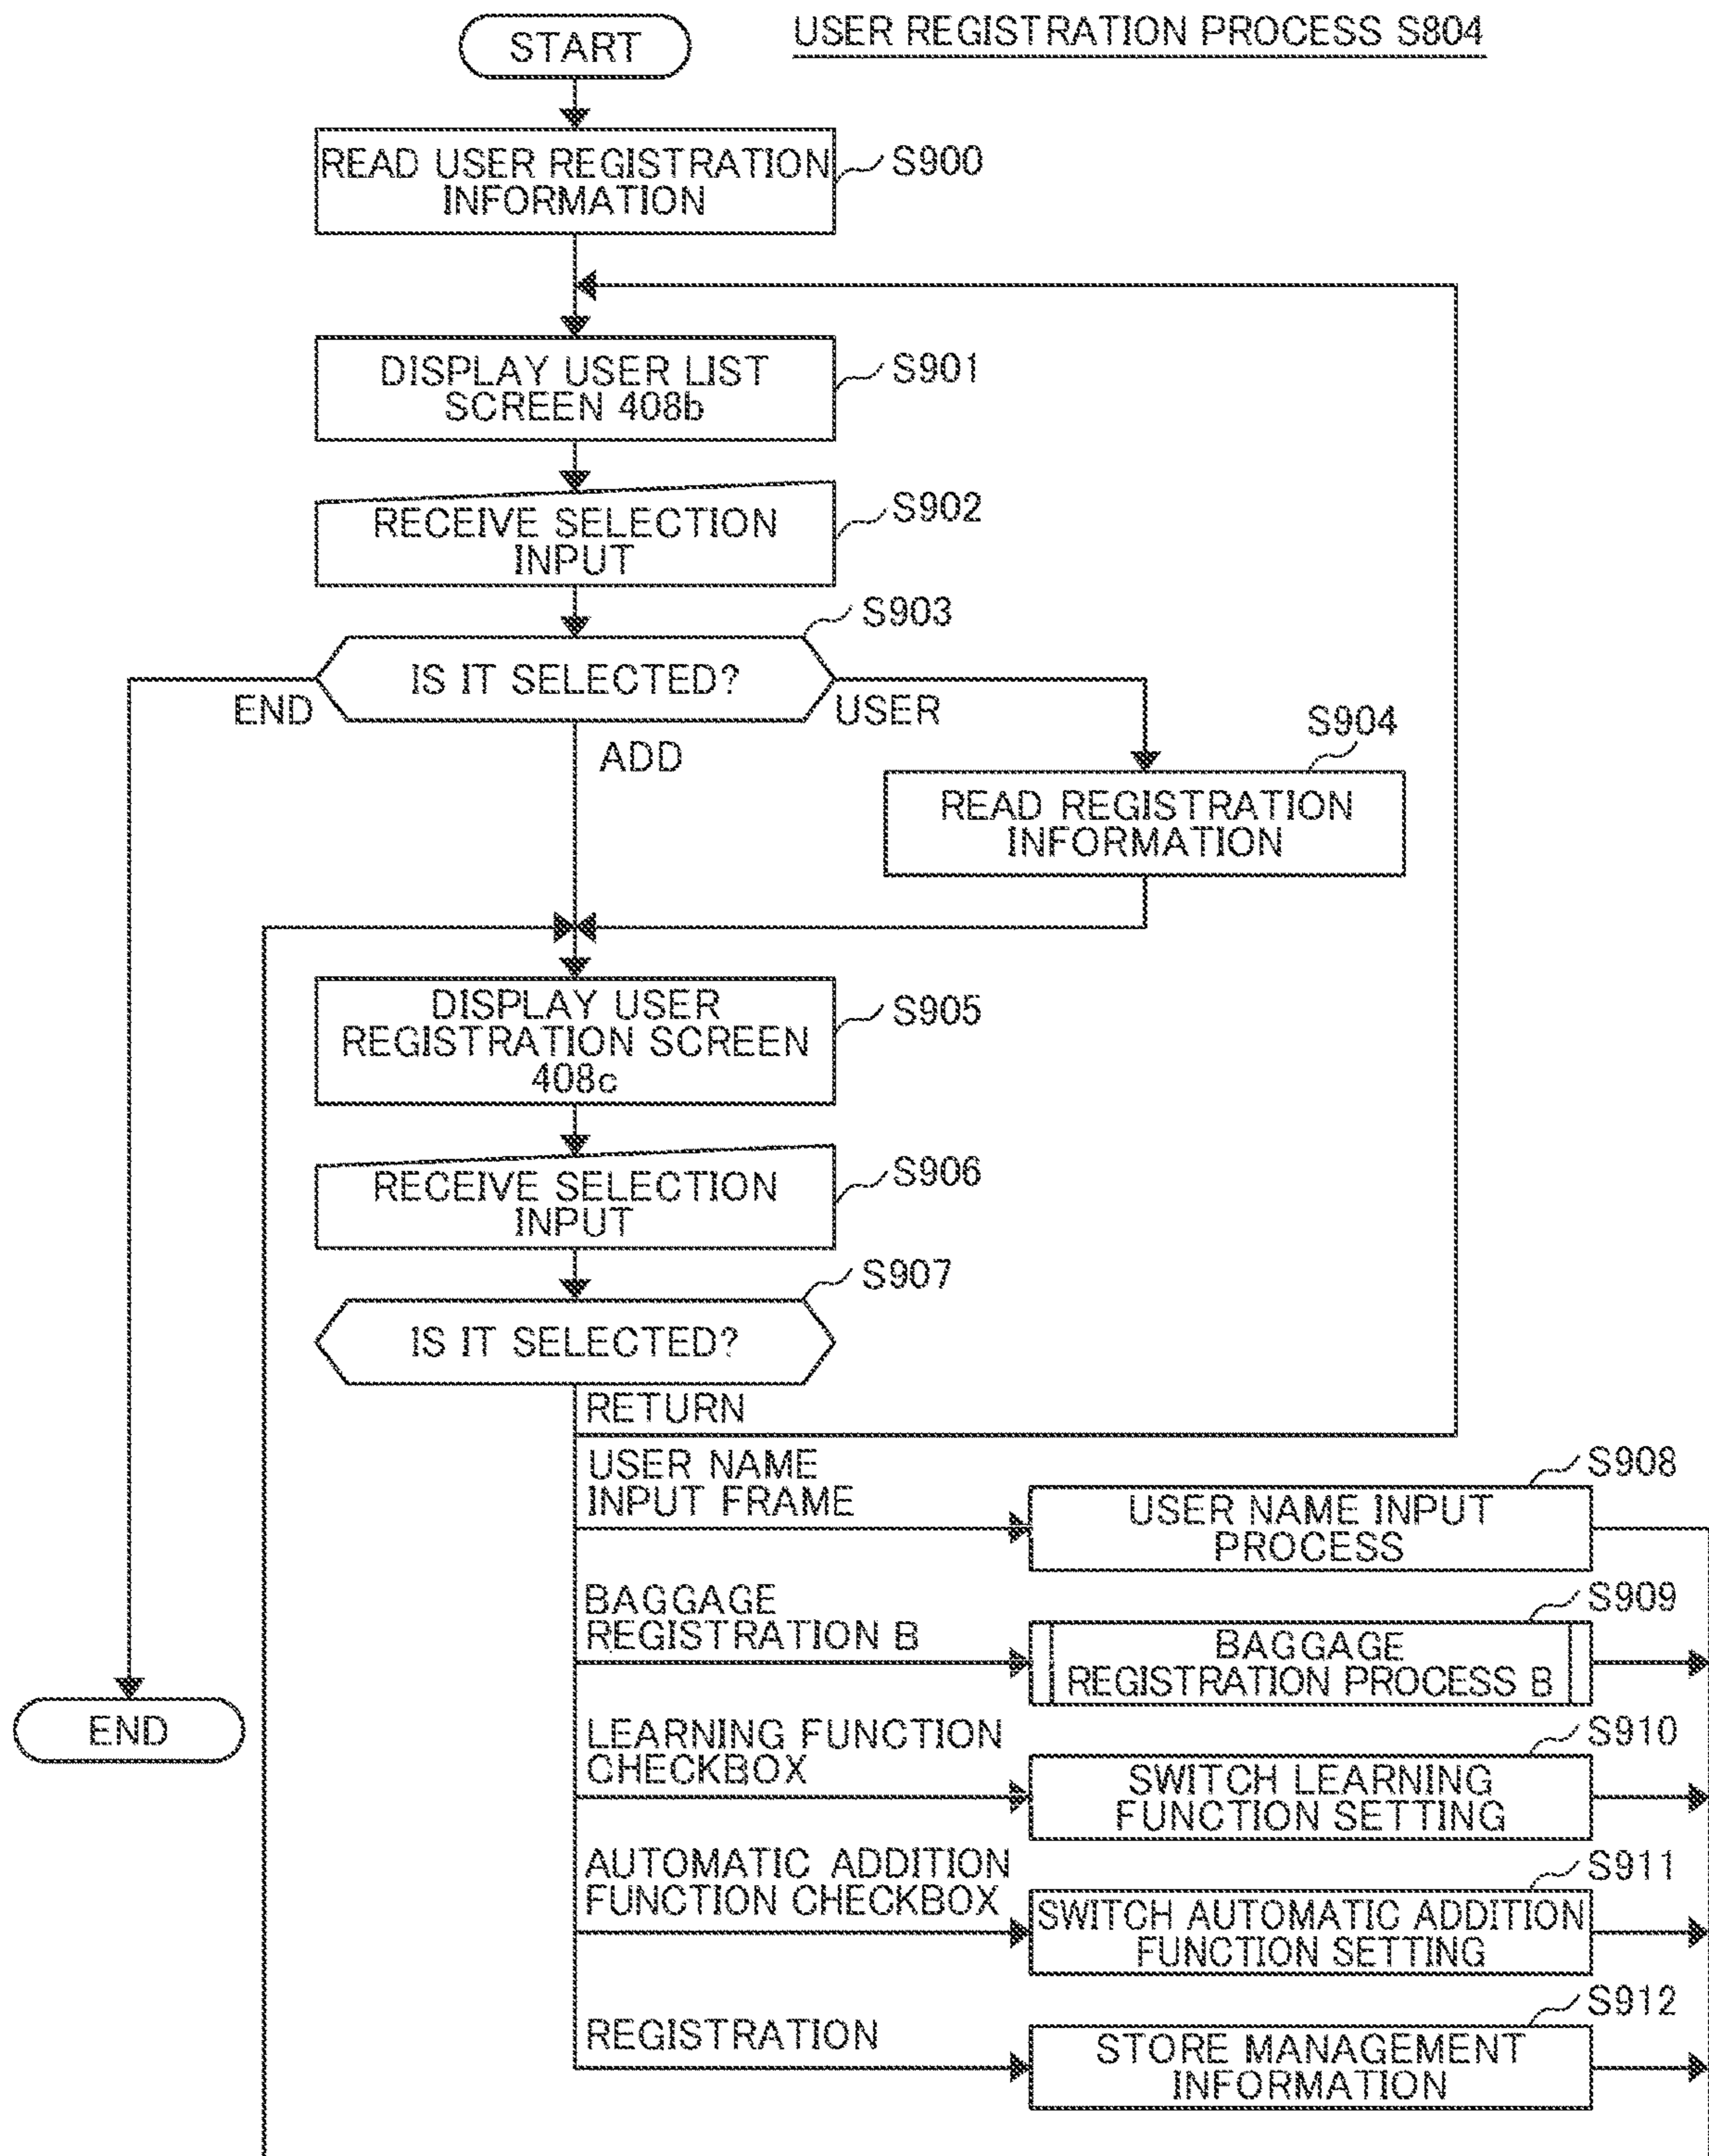 USER REGISTRATION PROCESS S804
START
READ USER REGISTRATION
INFORMATION
S900
DISPLAY USER LIST
SCREEN 408b
S901
RECEIVE SELECTION
INPUT
S902
S903
IS IT SELECTED?
END
USER
ADD
S904
READ REGISTRATION
INFORMATION
DISPLAY USER
REGISTRATION SCREEN
408c
S905
RECEIVE SELECTION
INPUT
S906
S907
IS IT SELECTED?
RETURN
USER NAME
INPUT FRAME
S908
USER NAME INPUT
PROCESS
BAGGAGE
REGISTRATION B
S909
BAGGAGE
REGISTRATION PROCESS B
END
LEARNING FUNCTION
CHECKBOX
S910
SWITCH LEARNING
FUNCTION SETTING
AUTOMATIC ADDITION
FUNCTION CHECKBOX
S911
SWITCH AUTOMATIC ADDITION
FUNCTION SETTING
REGISTRATION
S912
STORE MANAGEMENT
INFORMATION